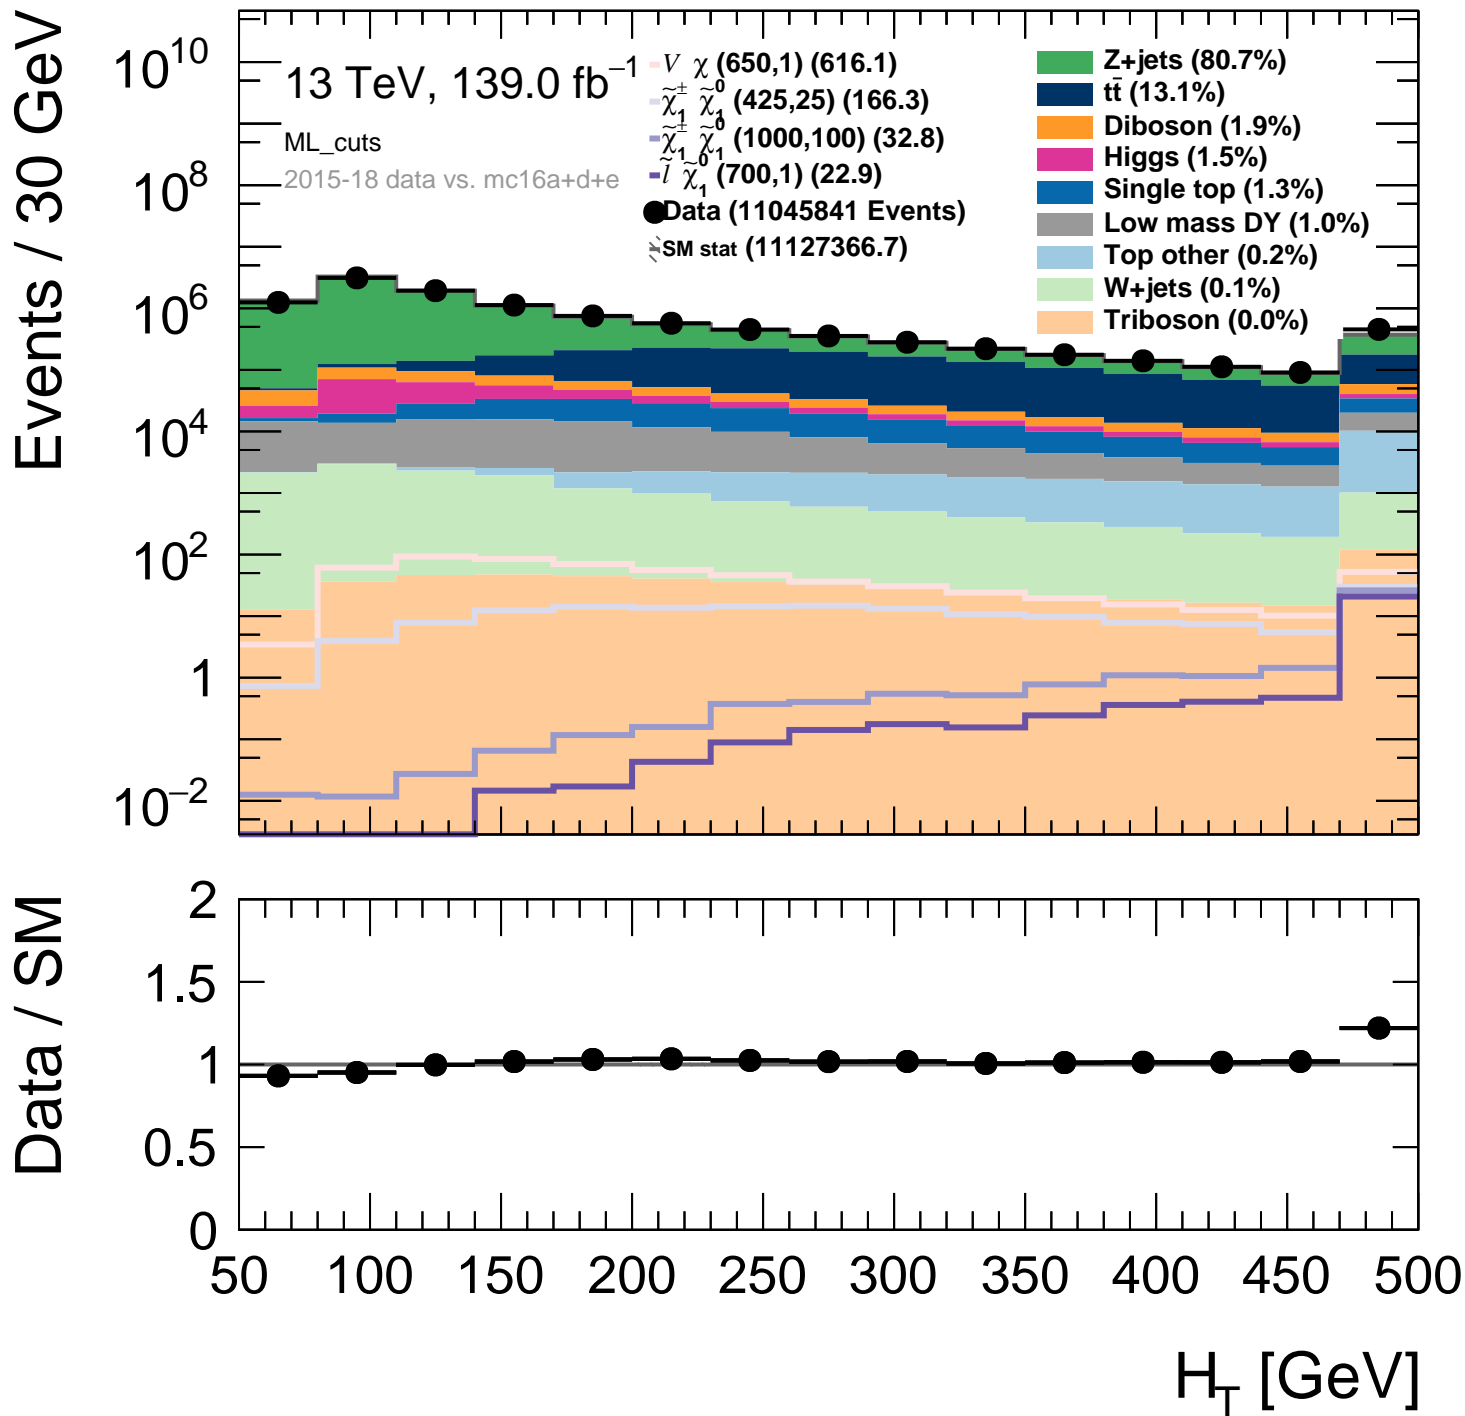 Events / 30 GeV
10¹⁰
10⁸
10⁶
10⁴
10²
1
10⁻²
13 TeV, 139.0 fb⁻¹
ML_cuts
2015-18 data vs. mc16a+d+e
V χ (650,1) (616.1)
χ̃₁± χ̃₁⁰ (425,25) (166.3)
χ̃₁± χ̃₁⁰ (1000,100) (32.8)
l̃ χ̃₁⁰ (700,1) (22.9)
Data (11045841 Events)
SM stat (11127366.7)
Z+jets (80.7%)
tt̄ (13.1%)
Diboson (1.9%)
Higgs (1.5%)
Single top (1.3%)
Low mass DY (1.0%)
Top other (0.2%)
W+jets (0.1%)
Triboson (0.0%)
Data / SM
2
1.5
1
0.5
0
50 100 150 200 250 300 350 400 450 500
H_T [GeV]